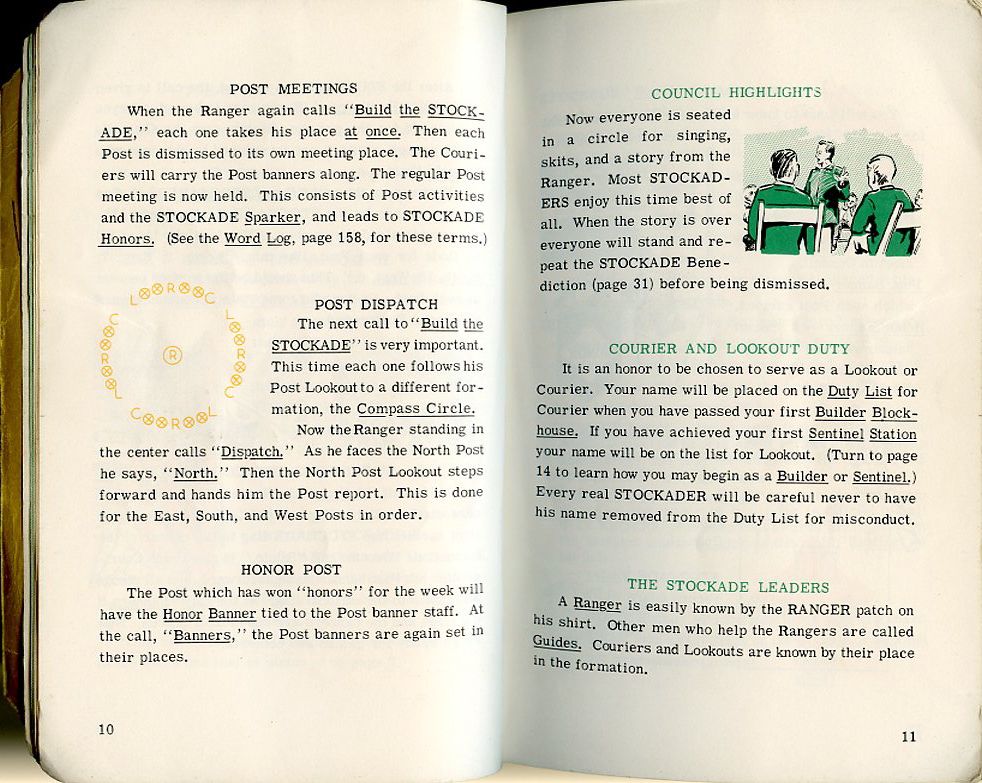 POST MEETINGS
When the Ranger again calls "Build the STOCK-
ADE," each one takes his place at once. Then each
Post is dismissed to its own meeting place. The Couri-
ers will carry the Post banners along. The regular Post
meeting is now held. This consists of Post activities
and the STOCKADE Sparker, and leads to STOCKADE
Honors. (See the Word Log, page 158, for these terms.)
L⊗⊗R⊗⊗C
L⊗⊗R⊗⊗C
L⊗⊗R⊗⊗C
L⊗⊗R⊗⊗C
R
POST DISPATCH
The next call to "Build the
STOCKADE" is very important.
This time each one follows his
Post Lookout to a different for-
mation, the Compass Circle.
Now the Ranger standing in
the center calls "Dispatch." As he faces the North Post
he says, "North." Then the North Post Lookout steps
forward and hands him the Post report. This is done
for the East, South, and West Posts in order.
HONOR POST
The Post which has won "honors" for the week will
have the Honor Banner tied to the Post banner staff. At
the call, "Banners," the Post banners are again set in
their places.
10
COUNCIL HIGHLIGHTS
Now everyone is seated
in a circle for singing,
skits, and a story from the
Ranger. Most STOCKAD-
ERS enjoy this time best of
all. When the story is over
everyone will stand and re-
peat the STOCKADE Bene-
diction (page 31) before being dismissed.
COURIER AND LOOKOUT DUTY
It is an honor to be chosen to serve as a Lookout or
Courier. Your name will be placed on the Duty List for
Courier when you have passed your first Builder Block-
house. If you have achieved your first Sentinel Station
your name will be on the list for Lookout. (Turn to page
14 to learn how you may begin as a Builder or Sentinel.)
Every real STOCKADER will be careful never to have
his name removed from the Duty List for misconduct.
THE STOCKADE LEADERS
A Ranger is easily known by the RANGER patch on
his shirt. Other men who help the Rangers are called
Guides. Couriers and Lookouts are known by their place
in the formation.
11